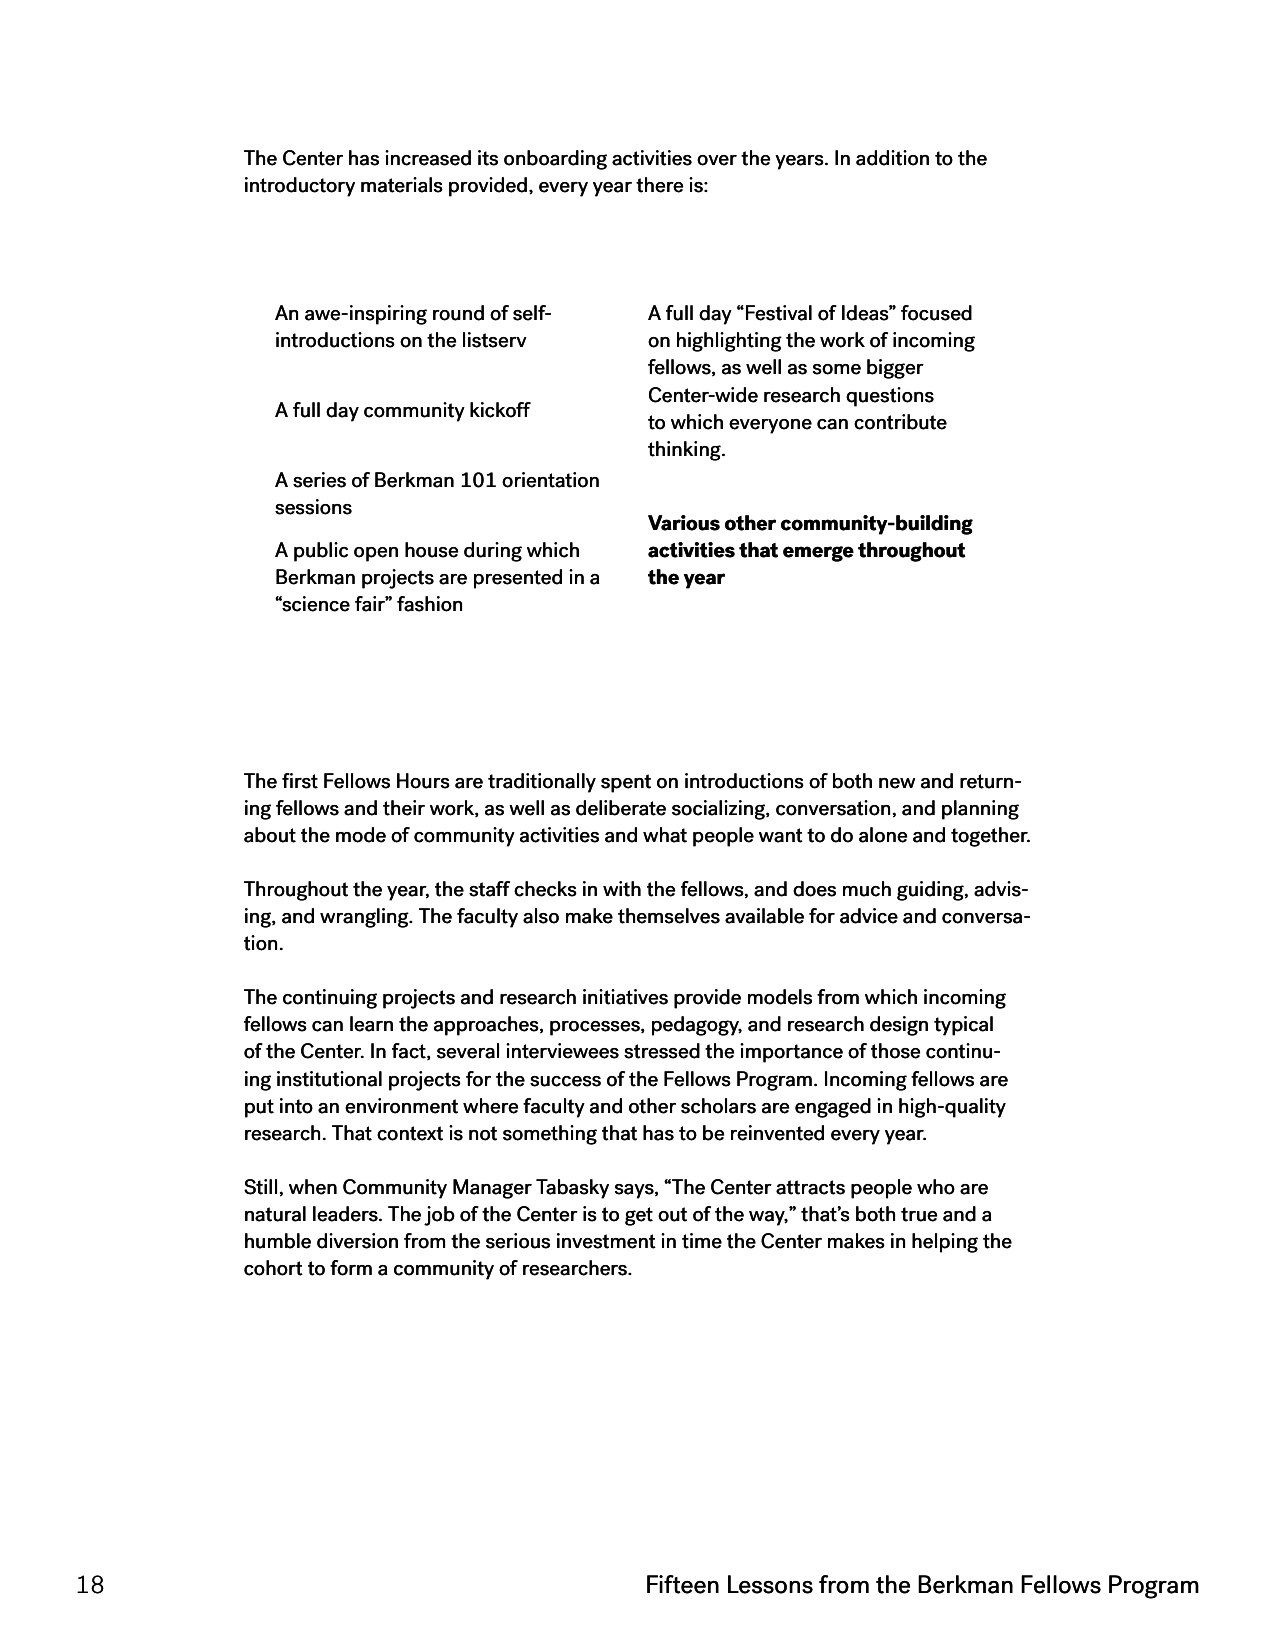 The Center has increased its onboarding activities over the years. In addition to the
introductory materials provided, every year there is:
An awe-inspiring round of self-
introductions on the listserv
A full day community kickoff
A series of Berkman 101 orientation
sessions
A public open house during which
Berkman projects are presented in a
“science fair” fashion
A full day “Festival of Ideas” focused
on highlighting the work of incoming
fellows, as well as some bigger
Center-wide research questions
to which everyone can contribute
thinking.
Various other community-building
activities that emerge throughout
the year
The first Fellows Hours are traditionally spent on introductions of both new and return-
ing fellows and their work, as well as deliberate socializing, conversation, and planning
about the mode of community activities and what people want to do alone and together.
Throughout the year, the staff checks in with the fellows, and does much guiding, advis-
ing, and wrangling. The faculty also make themselves available for advice and conversa-
tion.
The continuing projects and research initiatives provide models from which incoming
fellows can learn the approaches, processes, pedagogy, and research design typical
of the Center. In fact, several interviewees stressed the importance of those continu-
ing institutional projects for the success of the Fellows Program. Incoming fellows are
put into an environment where faculty and other scholars are engaged in high-quality
research. That context is not something that has to be reinvented every year.
Still, when Community Manager Tabasky says, “The Center attracts people who are
natural leaders. The job of the Center is to get out of the way,” that’s both true and a
humble diversion from the serious investment in time the Center makes in helping the
cohort to form a community of researchers.
18
Fifteen Lessons from the Berkman Fellows Program